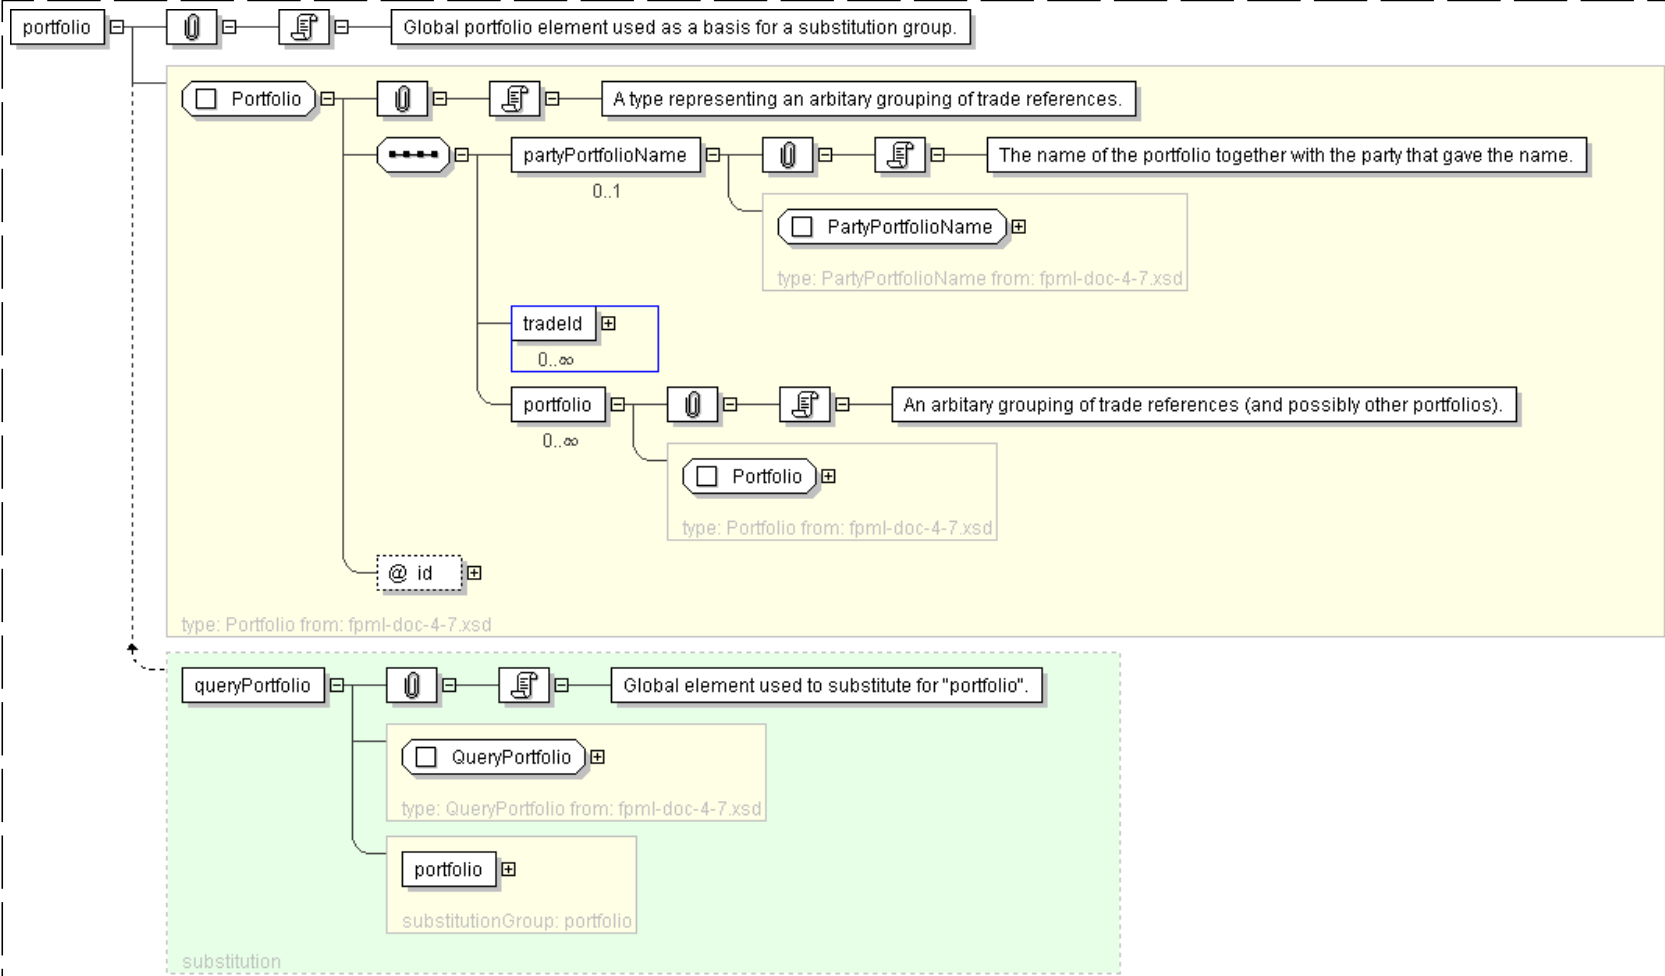 portfolio
Global portfolio element used as a basis for a substitution group.
Portfolio
A type representing an arbitary grouping of trade references.
partyPortfolioName
The name of the portfolio together with the party that gave the name.
0..1
PartyPortfolioName
type: PartyPortfolioName from: fpml-doc-4-7.xsd
tradeId
0..∞
portfolio
An arbitary grouping of trade references (and possibly other portfolios).
0..∞
Portfolio
type: Portfolio from: fpml-doc-4-7.xsd
@ id
type: Portfolio from: fpml-doc-4-7.xsd
queryPortfolio
Global element used to substitute for "portfolio".
QueryPortfolio
type: QueryPortfolio from: fpml-doc-4-7.xsd
portfolio
substitutionGroup: portfolio
substitution